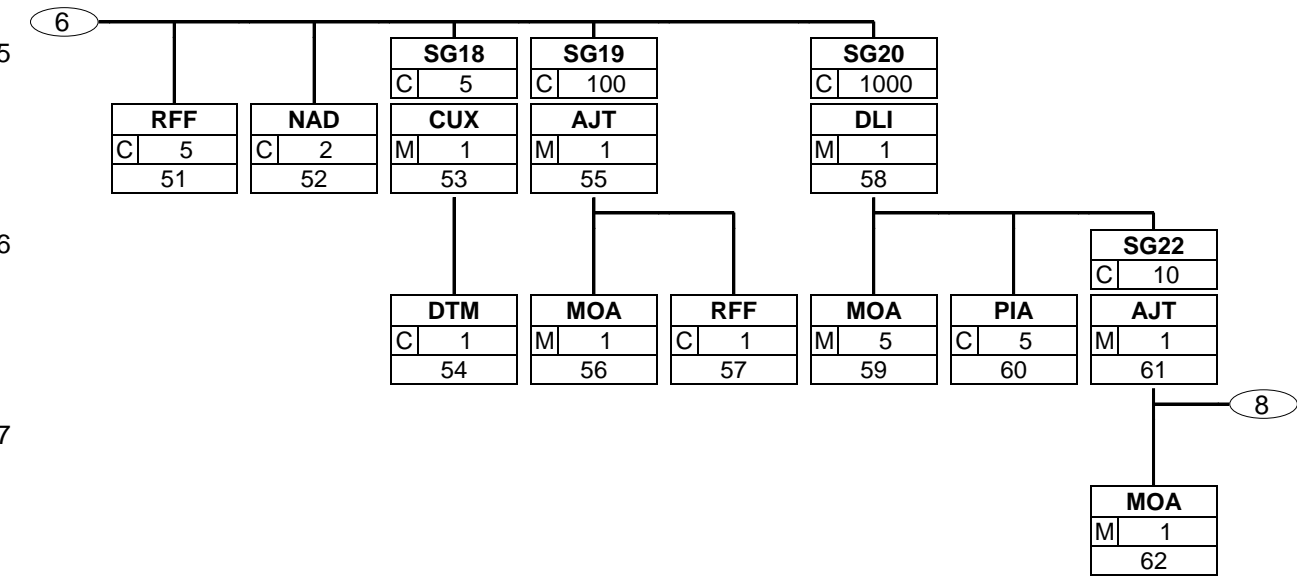 6
5
SG18 SG19 SG20
C 5 C 100 C 1000
RFF NAD CUX AJT DLI
C 5 C 2 M 1 M 1 M 1
51 52 53 55 58
6
SG22
C 10
DTM MOA RFF MOA PIA AJT
C 1 M 1 C 1 M 5 C 5 M 1
54 56 57 59 60 61
8
7
MOA
M 1
62